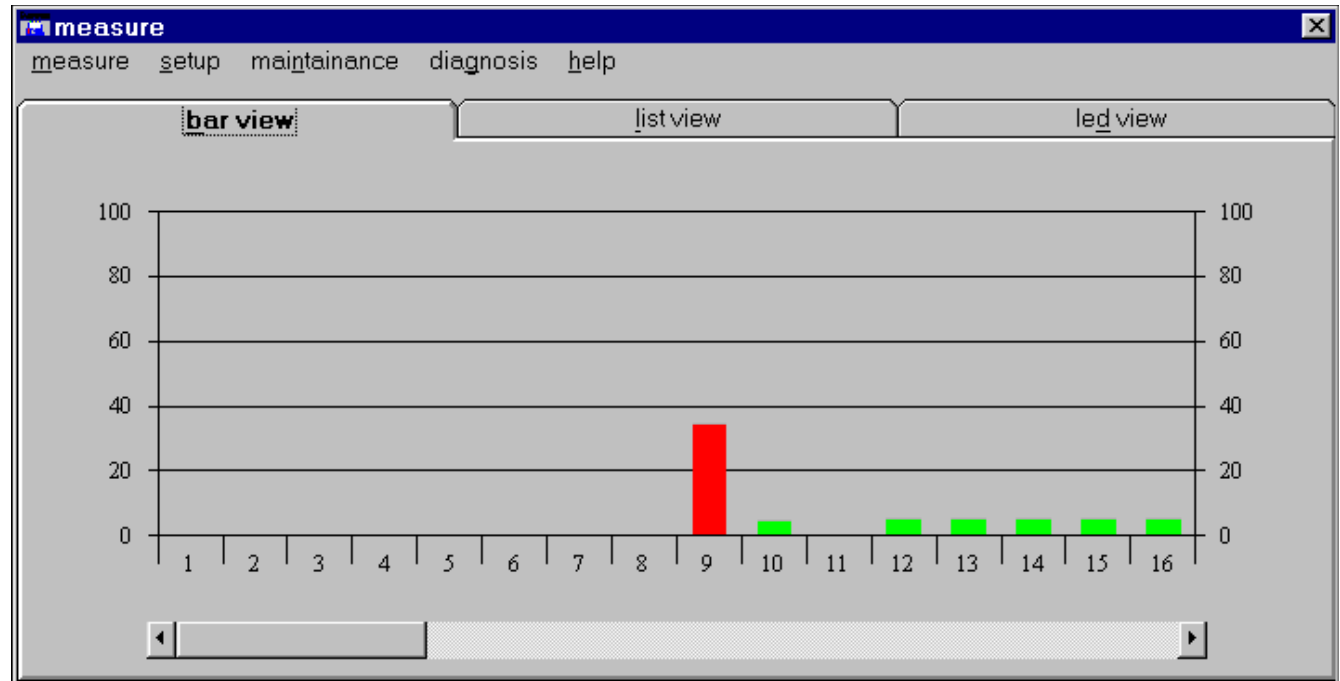 measure
measure setup maintainance diagnosis help
bar view list view led view
100 100
80 80
60 60
40 40
20 20
0 0
1 2 3 4 5 6 7 8 9 10 11 12 13 14 15 16